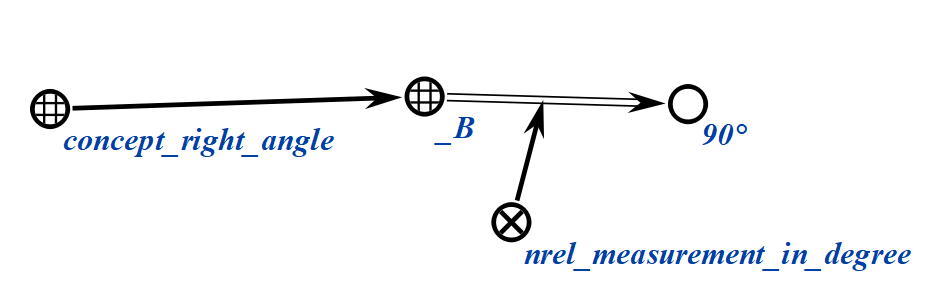 concept_right_angle
_B
90°
nrel_measurement_in_degree